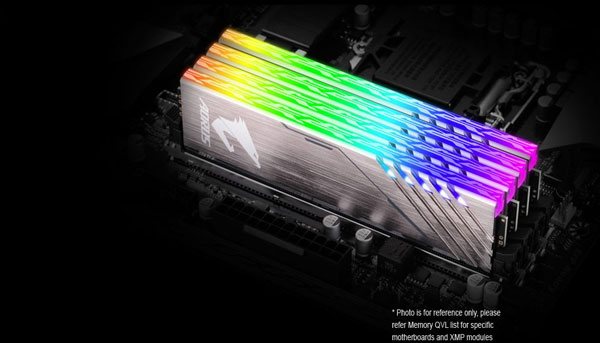 AORUS
* Photo is for reference only, please
refer Memory QVL list for specific
motherboards and XMP modules